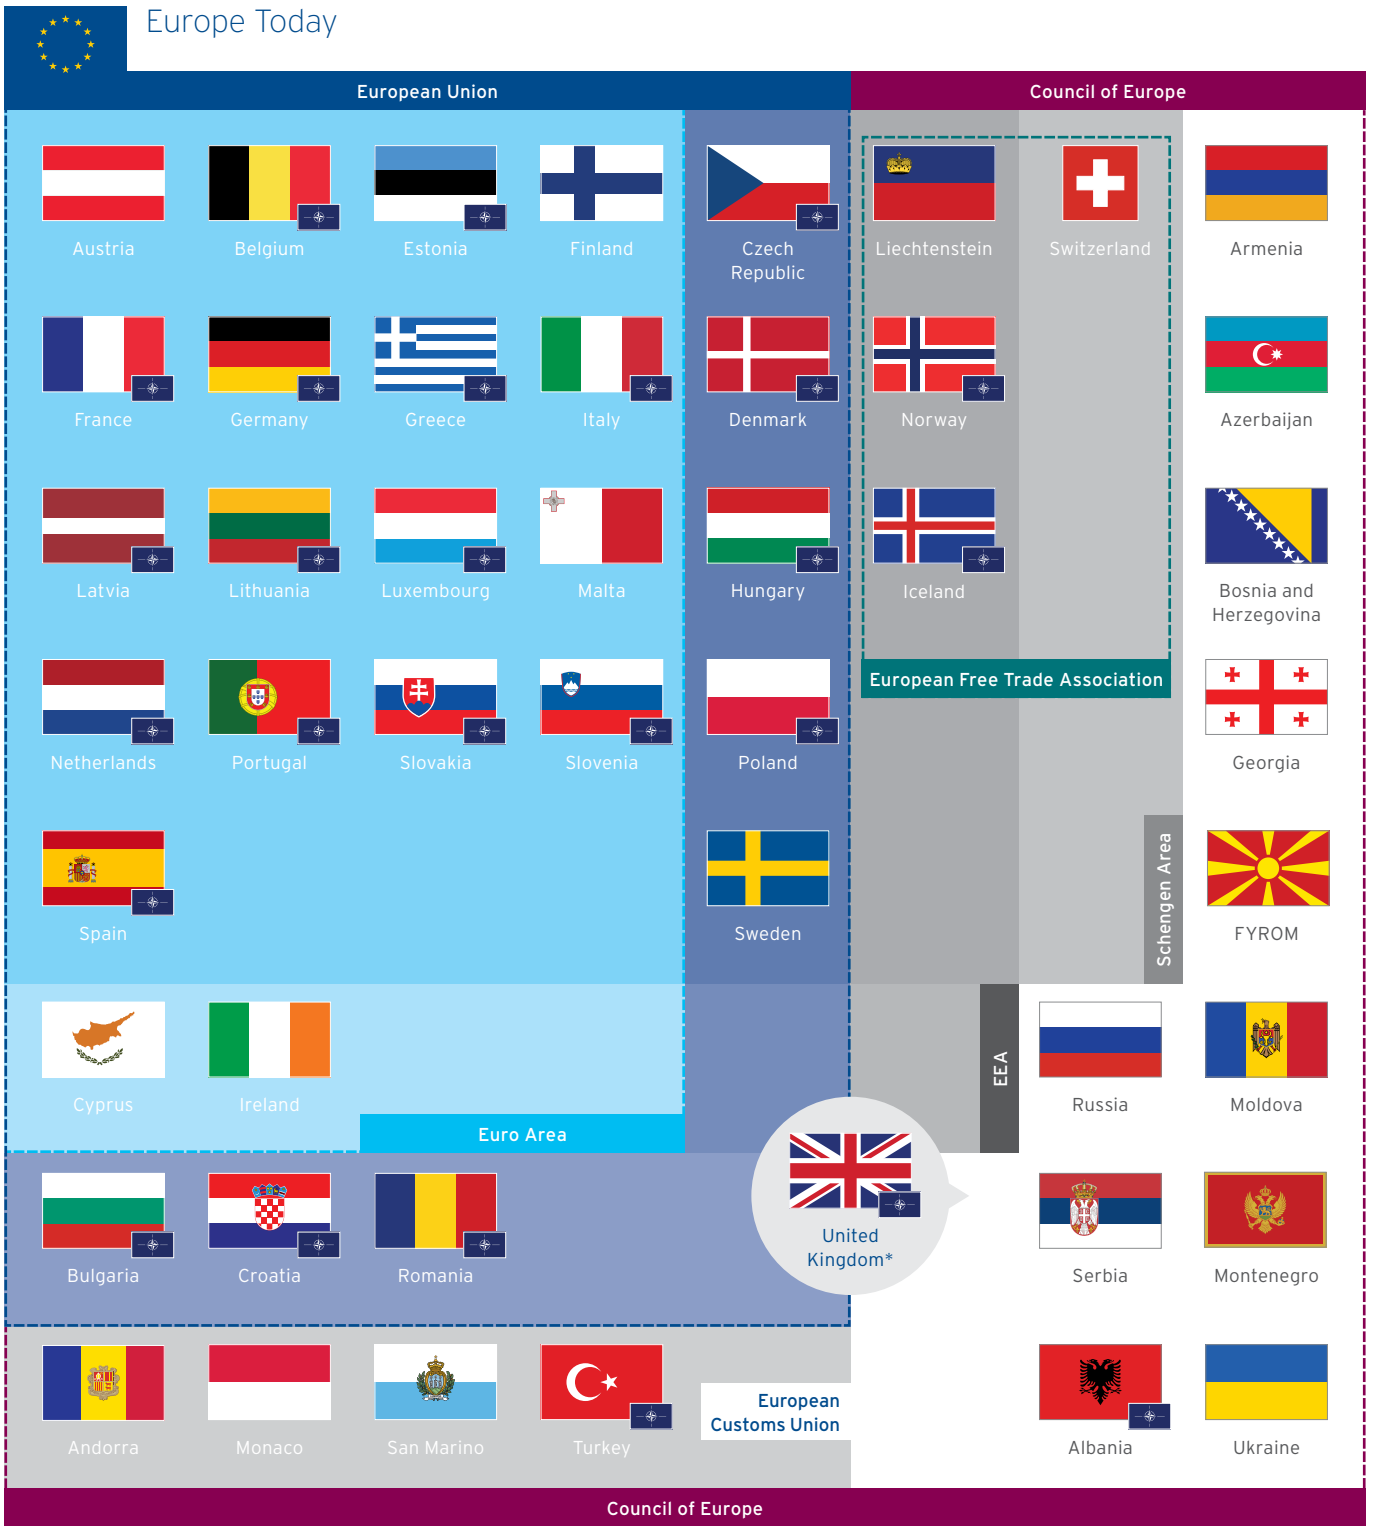 Europe Today
European Union
Council of Europe
Austria
Belgium
Estonia
Finland
Czech
Republic
Liechtenstein
Switzerland
Armenia
France
Germany
Greece
Italy
Denmark
Norway
Azerbaijan
Latvia
Lithuania
Luxembourg
Malta
Hungary
Iceland
Bosnia and
Herzegovina
European Free Trade Association
Netherlands
Portugal
Slovakia
Slovenia
Poland
Georgia
Schengen Area
Spain
Sweden
FYROM
EEA
Cyprus
Ireland
Russia
Moldova
Euro Area
United
Kingdom*
Bulgaria
Croatia
Romania
Serbia
Montenegro
European
Customs Union
Andorra
Monaco
San Marino
Turkey
Albania
Ukraine
Council of Europe